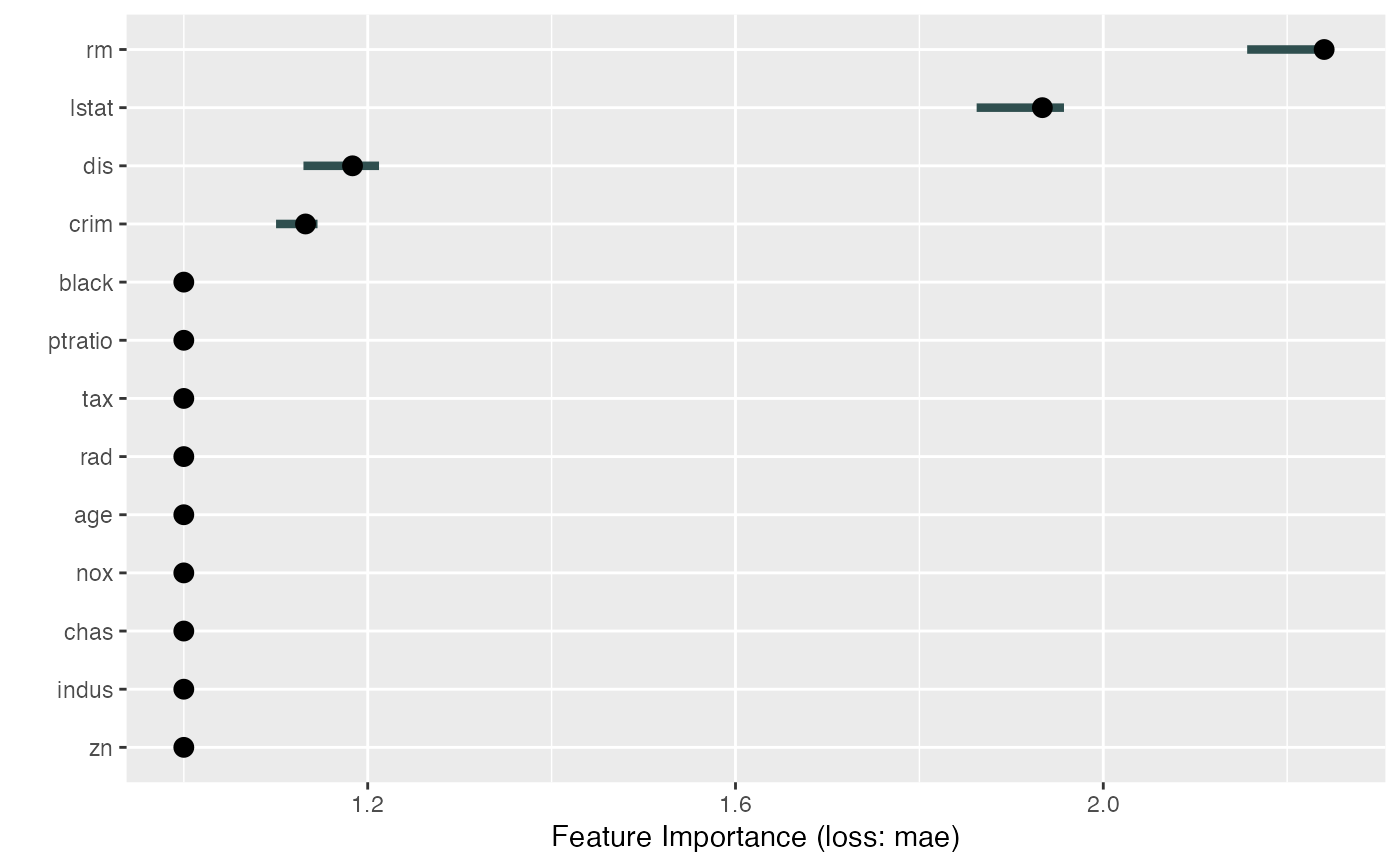 rm
lstat
dis
crim
black
ptratio
tax
rad
age
nox
chas
indus
zn
1.2 1.6 2.0
Feature Importance (loss: mae)